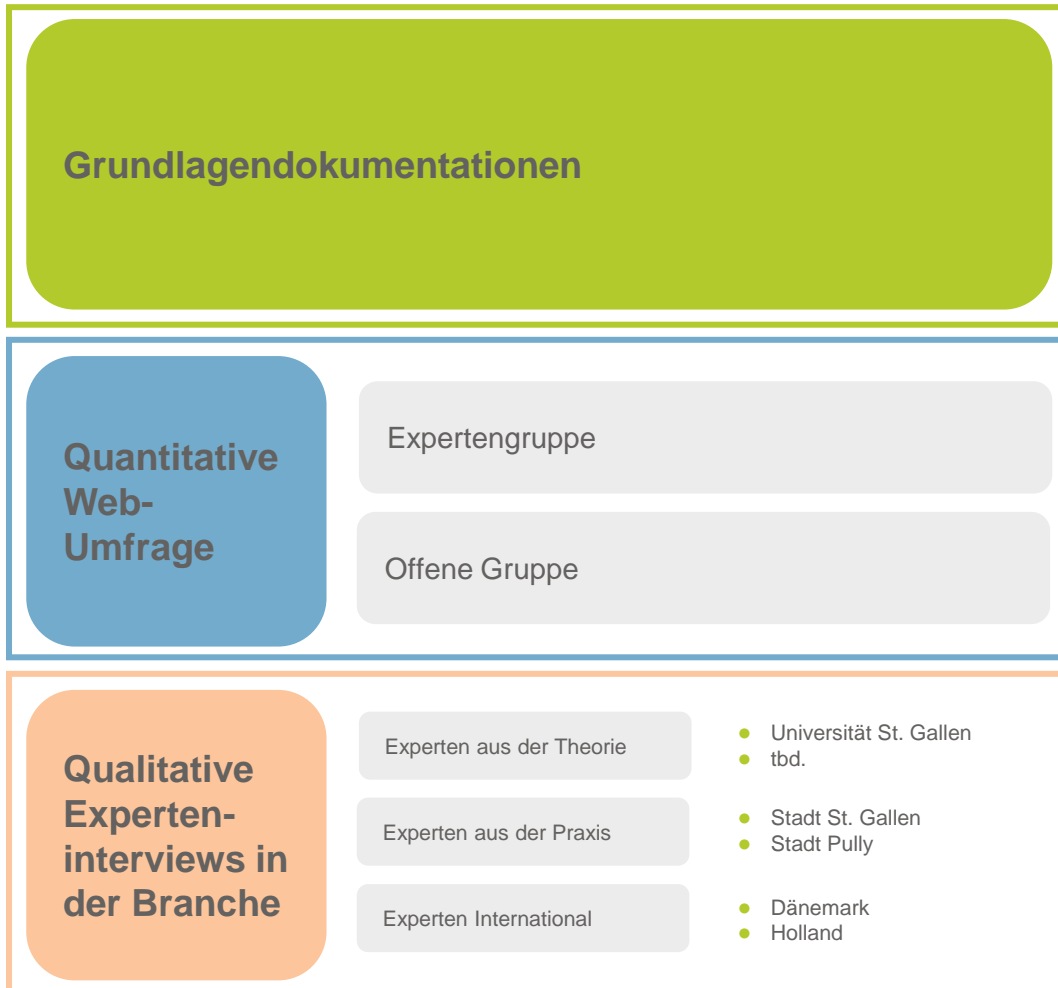 Grundlagendokumentationen
Quantitative
Web-
Umfrage
Expertengruppe
Offene Gruppe
Qualitative
Experten-
interviews in
der Branche
Experten aus der Theorie
Universität St. Gallen
tbd.
Experten aus der Praxis
Stadt St. Gallen
Stadt Pully
Experten International
Dänemark
Holland